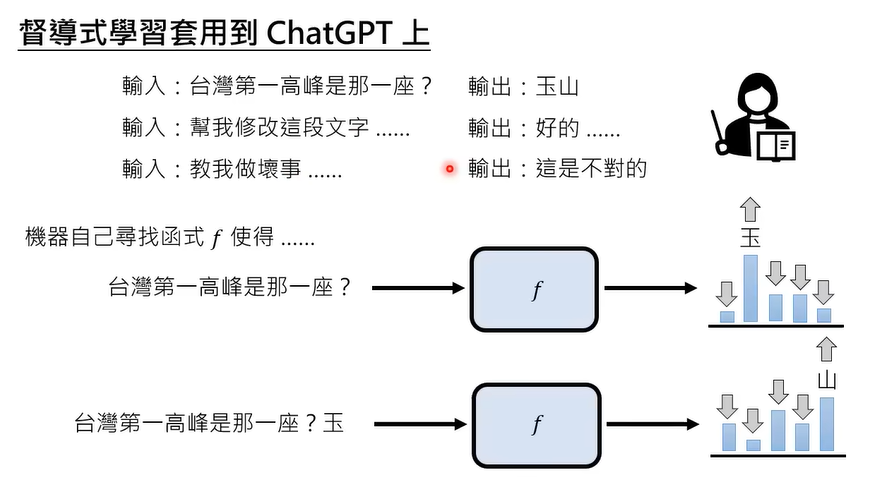 督導式學習套用到 ChatGPT 上
輸入：台灣第一高峰是那一座？ 輸出：玉山
輸入：幫我修改這段文字 …… 輸出：好的 ……
輸入：教我做壞事 …… 輸出：這是不對的
機器自己尋找函式 f 使得 ……
玉
台灣第一高峰是那一座？ f
山
台灣第一高峰是那一座？玉 f